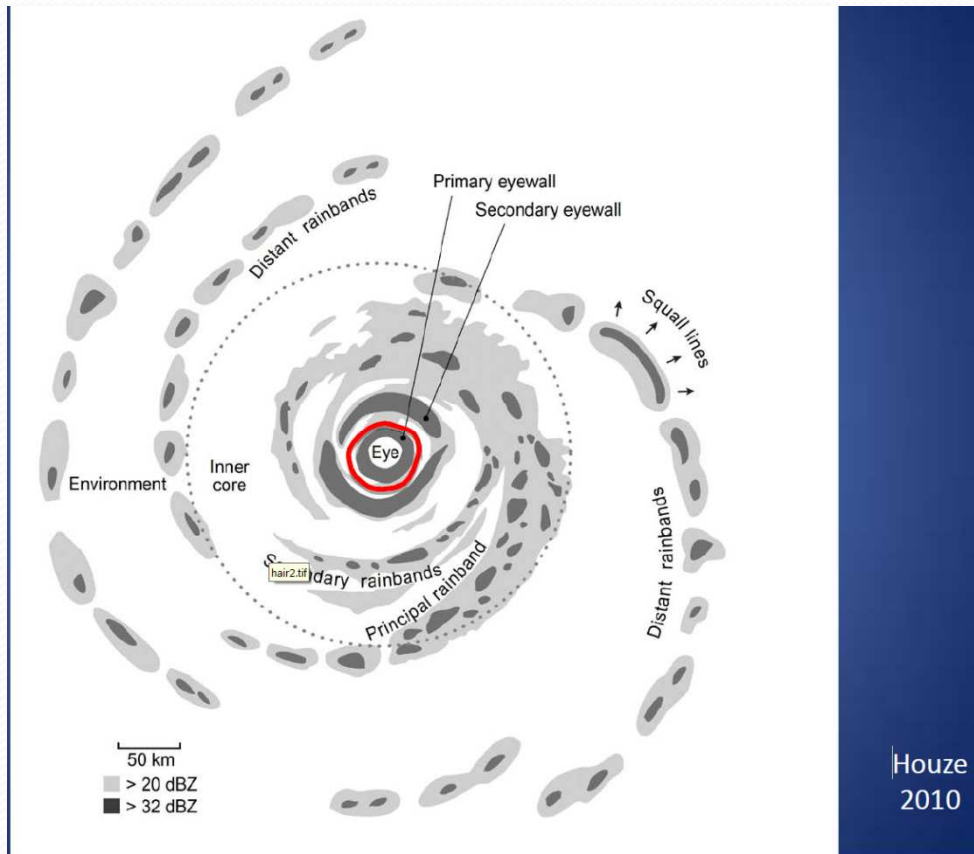 Primary eyewall
Secondary eyewall
Distant rainbands
Squall lines
Eye
Inner
core
Environment
hair2.tif
ndary rainbands
Principal rainband
Distant rainbands
50 km
> 20 dBZ
> 32 dBZ
Houze
2010